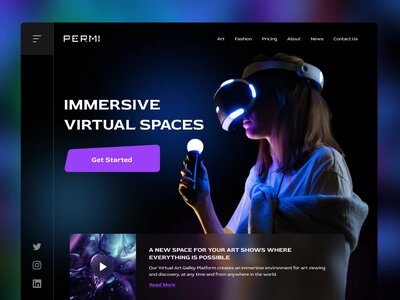 PERMI
Art Fashion Pricing About News Contact Us
IMMERSIVE
VIRTUAL SPACES
Get Started
A NEW SPACE FOR YOUR ART SHOWS WHERE
EVERYTHING IS POSSIBLE
Our Virtual Art Galley Platform creates an immersive environment for art viewing
and discovery, at any time and from anywhere in the world.
Read More